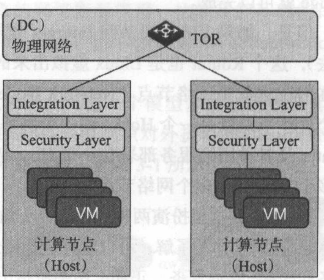 (DC)
物理网络
TOR
Integration Layer
Security Layer
VM
计算节点
(Host)
Integration Layer
Security Layer
VM
计算节点
(Host)